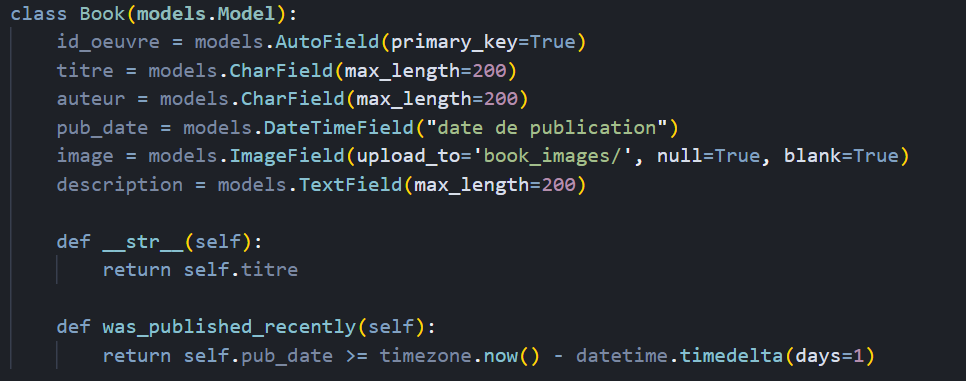 class Book(models.Model):
    id_oeuvre = models.AutoField(primary_key=True)
    titre = models.CharField(max_length=200)
    auteur = models.CharField(max_length=200)
    pub_date = models.DateTimeField("date de publication")
    image = models.ImageField(upload_to='book_images/', null=True, blank=True)
    description = models.TextField(max_length=200)

    def __str__(self):
        return self.titre

    def was_published_recently(self):
        return self.pub_date >= timezone.now() - datetime.timedelta(days=1)